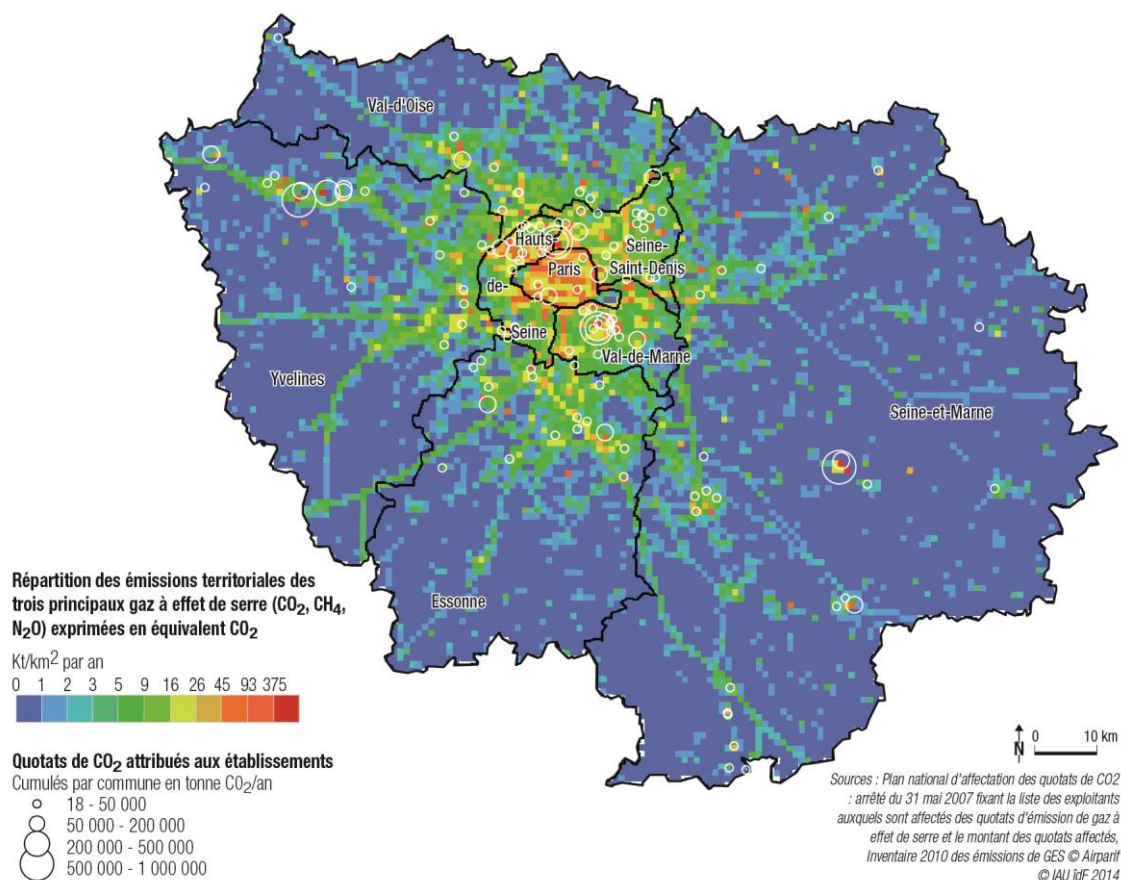 Val-d'Oise
Hauts-
Seine-
Paris
Saint-Denis
de-
Seine
Val-de-Marne
Yvelines
Seine-et-Marne
Essonne
Répartition des émissions territoriales des
trois principaux gaz à effet de serre (CO₂, CH₄,
N₂O) exprimées en équivalent CO₂
Kt/km² par an
0 1 2 3 5 9 16 26 45 93 375
Quotats de CO₂ attribués aux établissements
Cumulés par commune en tonne CO₂/an
18 - 50 000
50 000 - 200 000
200 000 - 500 000
500 000 - 1 000 000
N
0 10 km
Sources : Plan national d'affectation des quotats de CO2
: arrêté du 31 mai 2007 fixant la liste des exploitants
auxquels sont affectés des quotats d'émission de gaz à
effet de serre et le montant des quotats affectés,
Inventaire 2010 des émissions de GES © Airparif
© IAU îdF 2014